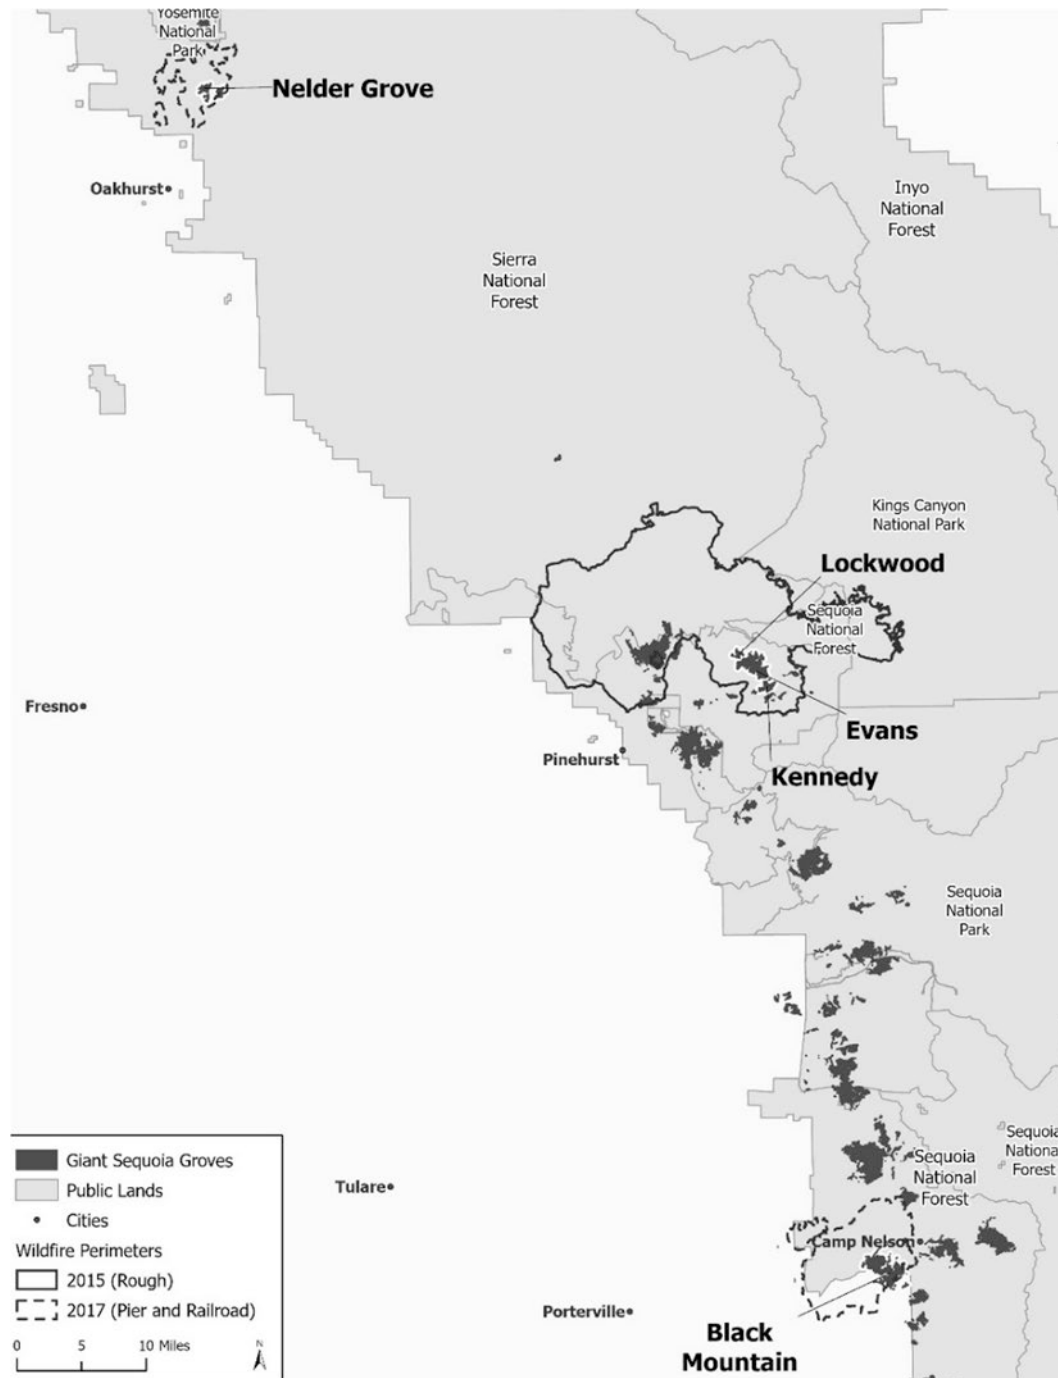 Yosemite
National
Park
Nelder Grove
Oakhurst
Inyo
National
Forest
Sierra
National
Forest
Kings Canyon
National Park
Lockwood
Sequoia
National
Forest
Fresno
Evans
Pinehurst
Kennedy
Sequoia
National
Park
Sequoia
National
Forest
Sequoia
National
Forest
Tulare
Camp Nelson
Porterville
Black
Mountain
Giant Sequoia Groves
Public Lands
Cities
Wildfire Perimeters
2015 (Rough)
2017 (Pier and Railroad)
0 5 10 Miles
N